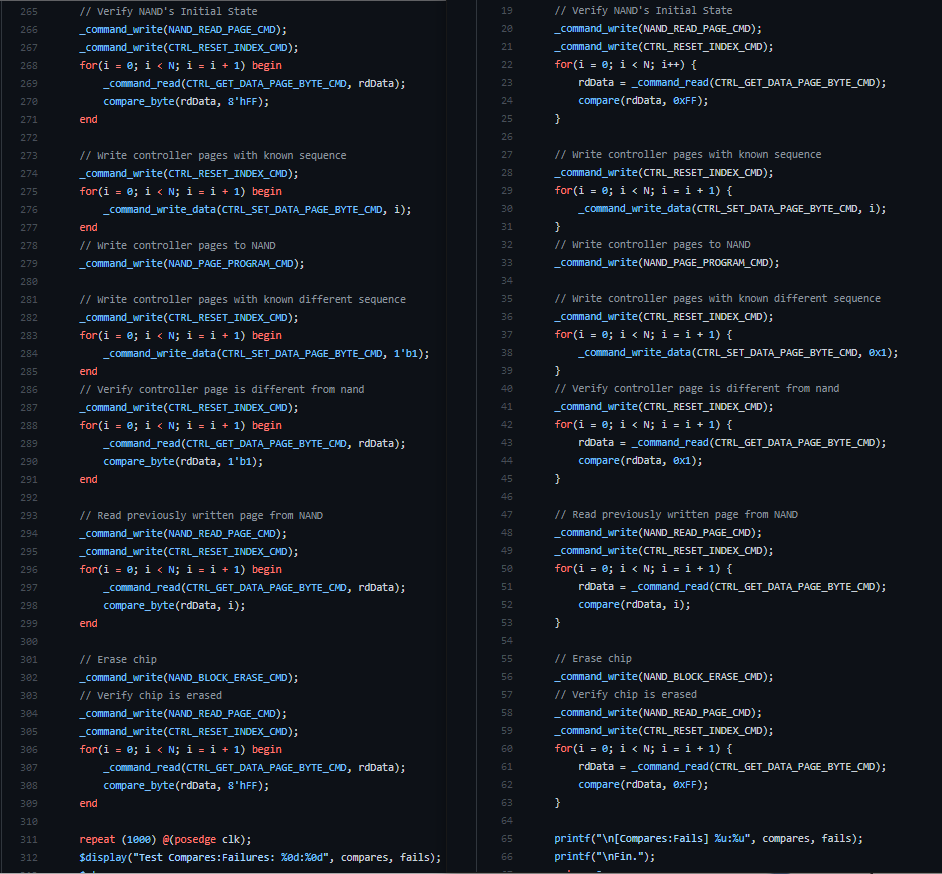 265 // Verify NAND's Initial State
266 _command_write(NAND_READ_PAGE_CMD);
267 _command_write(CTRL_RESET_INDEX_CMD);
268 for(i = 0; i < N; i = i + 1) begin
269 _command_read(CTRL_GET_DATA_PAGE_BYTE_CMD, rdData);
270 compare_byte(rdData, 8'hFF);
271 end
272
273 // Write controller pages with known sequence
274 _command_write(CTRL_RESET_INDEX_CMD);
275 for(i = 0; i < N; i = i + 1) begin
276 _command_write_data(CTRL_SET_DATA_PAGE_BYTE_CMD, i);
277 end
278 // Write controller pages to NAND
279 _command_write(NAND_PAGE_PROGRAM_CMD);
280
281 // Write controller pages with known different sequence
282 _command_write(CTRL_RESET_INDEX_CMD);
283 for(i = 0; i < N; i = i + 1) begin
284 _command_write_data(CTRL_SET_DATA_PAGE_BYTE_CMD, 1'b1);
285 end
286 // Verify controller page is different from nand
287 _command_write(CTRL_RESET_INDEX_CMD);
288 for(i = 0; i < N; i = i + 1) begin
289 _command_read(CTRL_GET_DATA_PAGE_BYTE_CMD, rdData);
290 compare_byte(rdData, 1'b1);
291 end
292
293 // Read previously written page from NAND
294 _command_write(NAND_READ_PAGE_CMD);
295 _command_write(CTRL_RESET_INDEX_CMD);
296 for(i = 0; i < N; i = i + 1) begin
297 _command_read(CTRL_GET_DATA_PAGE_BYTE_CMD, rdData);
298 compare_byte(rdData, i);
299 end
300
301 // Erase chip
302 _command_write(NAND_BLOCK_ERASE_CMD);
303 // Verify chip is erased
304 _command_write(NAND_READ_PAGE_CMD);
305 _command_write(CTRL_RESET_INDEX_CMD);
306 for(i = 0; i < N; i = i + 1) begin
307 _command_read(CTRL_GET_DATA_PAGE_BYTE_CMD, rdData);
308 compare_byte(rdData, 8'hFF);
309 end
310
311 repeat (1000) @(posedge clk);
312 $display("Test Compares:Failures: %0d:%0d", compares, fails);
19 // Verify NAND's Initial State
20 _command_write(NAND_READ_PAGE_CMD);
21 _command_write(CTRL_RESET_INDEX_CMD);
22 for(i = 0; i < N; i++) {
23 rdData = _command_read(CTRL_GET_DATA_PAGE_BYTE_CMD);
24 compare(rdData, 0xFF);
25 }
26
27 // Write controller pages with known sequence
28 _command_write(CTRL_RESET_INDEX_CMD);
29 for(i = 0; i < N; i = i + 1) {
30 _command_write_data(CTRL_SET_DATA_PAGE_BYTE_CMD, i);
31 }
32 // Write controller pages to NAND
33 _command_write(NAND_PAGE_PROGRAM_CMD);
34
35 // Write controller pages with known different sequence
36 _command_write(CTRL_RESET_INDEX_CMD);
37 for(i = 0; i < N; i = i + 1) {
38 _command_write_data(CTRL_SET_DATA_PAGE_BYTE_CMD, 0x1);
39 }
40 // Verify controller page is different from nand
41 _command_write(CTRL_RESET_INDEX_CMD);
42 for(i = 0; i < N; i = i + 1) {
43 rdData = _command_read(CTRL_GET_DATA_PAGE_BYTE_CMD);
44 compare(rdData, 0x1);
45 }
46
47 // Read previously written page from NAND
48 _command_write(NAND_READ_PAGE_CMD);
49 _command_write(CTRL_RESET_INDEX_CMD);
50 for(i = 0; i < N; i = i + 1) {
51 rdData = _command_read(CTRL_GET_DATA_PAGE_BYTE_CMD);
52 compare(rdData, i);
53 }
54
55 // Erase chip
56 _command_write(NAND_BLOCK_ERASE_CMD);
57 // Verify chip is erased
58 _command_write(NAND_READ_PAGE_CMD);
59 _command_write(CTRL_RESET_INDEX_CMD);
60 for(i = 0; i < N; i = i + 1) {
61 rdData = _command_read(CTRL_GET_DATA_PAGE_BYTE_CMD);
62 compare(rdData, 0xFF);
63 }
64
65 printf("\n[Compares:Fails] %u:%u", compares, fails);
66 printf("\nFin.");